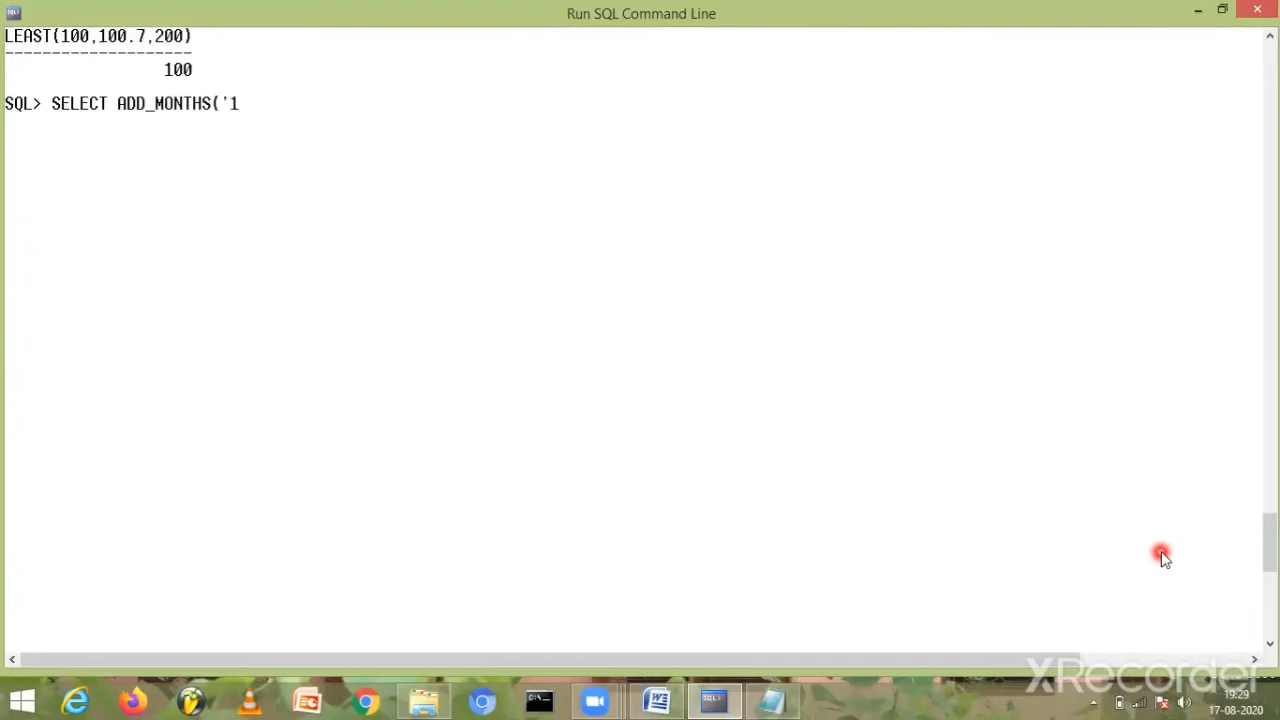 Run SQL Command Line
LEAST(100,100.7,200)
--------------------
100
SQL> SELECT ADD_MONTHS('1
XRecorder
19:29
17-08-2020